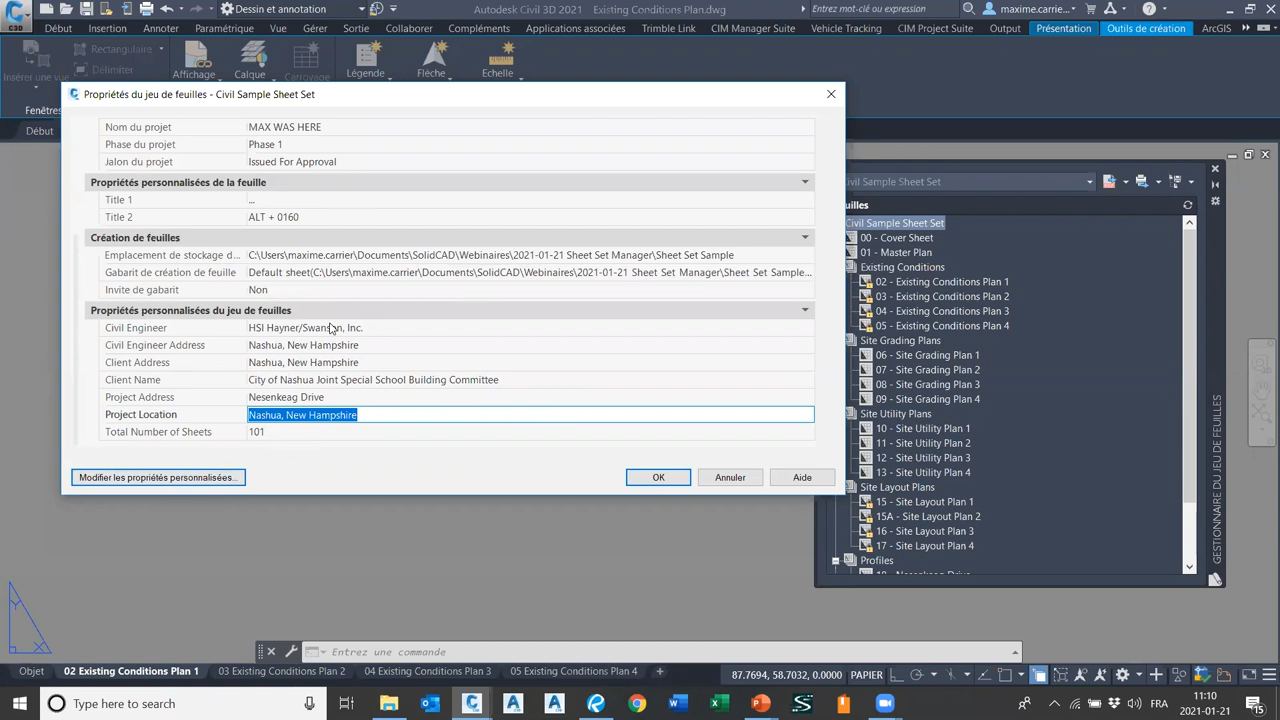 C3D
Dessin et annotation
Autodesk Civil 3D 2021 Existing Conditions Plan.dwg
Entrez mot-clé ou expression
maxime.carrier...
Début Insertion Annoter Paramétrique Vue Gérer Sortie Collaborer Compléments Applications associées Trimble Link CIM Manager Suite Vehicle Tracking CIM Project Suite Output Présentation Outils de création ArcGIS
Insérer une vue
Rectangulaire
Délimiter
Affichage
Calque
Carroyage
Légende
Flèche
Echelle
Fenêtres
Début
Propriétés du jeu de feuilles - Civil Sample Sheet Set
Nom du projet MAX WAS HERE
Phase du projet Phase 1
Jalon du projet Issued For Approval
Propriétés personnalisées de la feuille
Title 1 ...
Title 2 ALT + 0160
Création de feuilles
Emplacement de stockage d... C:\Users\maxime.carrier\Documents\SolidCAD\Webinaires\2021-01-21 Sheet Set Manager\Sheet Set Sample
Gabarit de création de feuille Default sheet(C:\Users\maxime.carrier\Documents\SolidCAD\Webinaires\2021-01-21 Sheet Set Manager\Sheet Set Sample...
Invite de gabarit Non
Propriétés personnalisées du jeu de feuilles
Civil Engineer HSI Hayner/Swanson, Inc.
Civil Engineer Address Nashua, New Hampshire
Client Address Nashua, New Hampshire
Client Name City of Nashua Joint Special School Building Committee
Project Address Nesenkeag Drive
Project Location Nashua, New Hampshire
Total Number of Sheets 101
Modifier les propriétés personnalisées...
OK
Annuler
Aide
Civil Sample Sheet Set
euilles
Civil Sample Sheet Set
00 - Cover Sheet
01 - Master Plan
Existing Conditions
02 - Existing Conditions Plan 1
03 - Existing Conditions Plan 2
04 - Existing Conditions Plan 3
05 - Existing Conditions Plan 4
Site Grading Plans
06 - Site Grading Plan 1
07 - Site Grading Plan 2
08 - Site Grading Plan 3
09 - Site Grading Plan 4
Site Utility Plans
10 - Site Utility Plan 1
11 - Site Utility Plan 2
12 - Site Utility Plan 3
13 - Site Utility Plan 4
Site Layout Plans
15 - Site Layout Plan 1
15A - Site Layout Plan 2
16 - Site Layout Plan 3
17 - Site Layout Plan 4
Profiles
GESTIONNAIRE DU JEU DE FEUILLES
Y
X
Entrez une commande
Objet 02 Existing Conditions Plan 1 03 Existing Conditions Plan 2 04 Existing Conditions Plan 3 05 Existing Conditions Plan 4 +
87.7694, 58.7032, 0.0000 PAPIER
Type here to search
FRA
11:10
2021-01-21
15